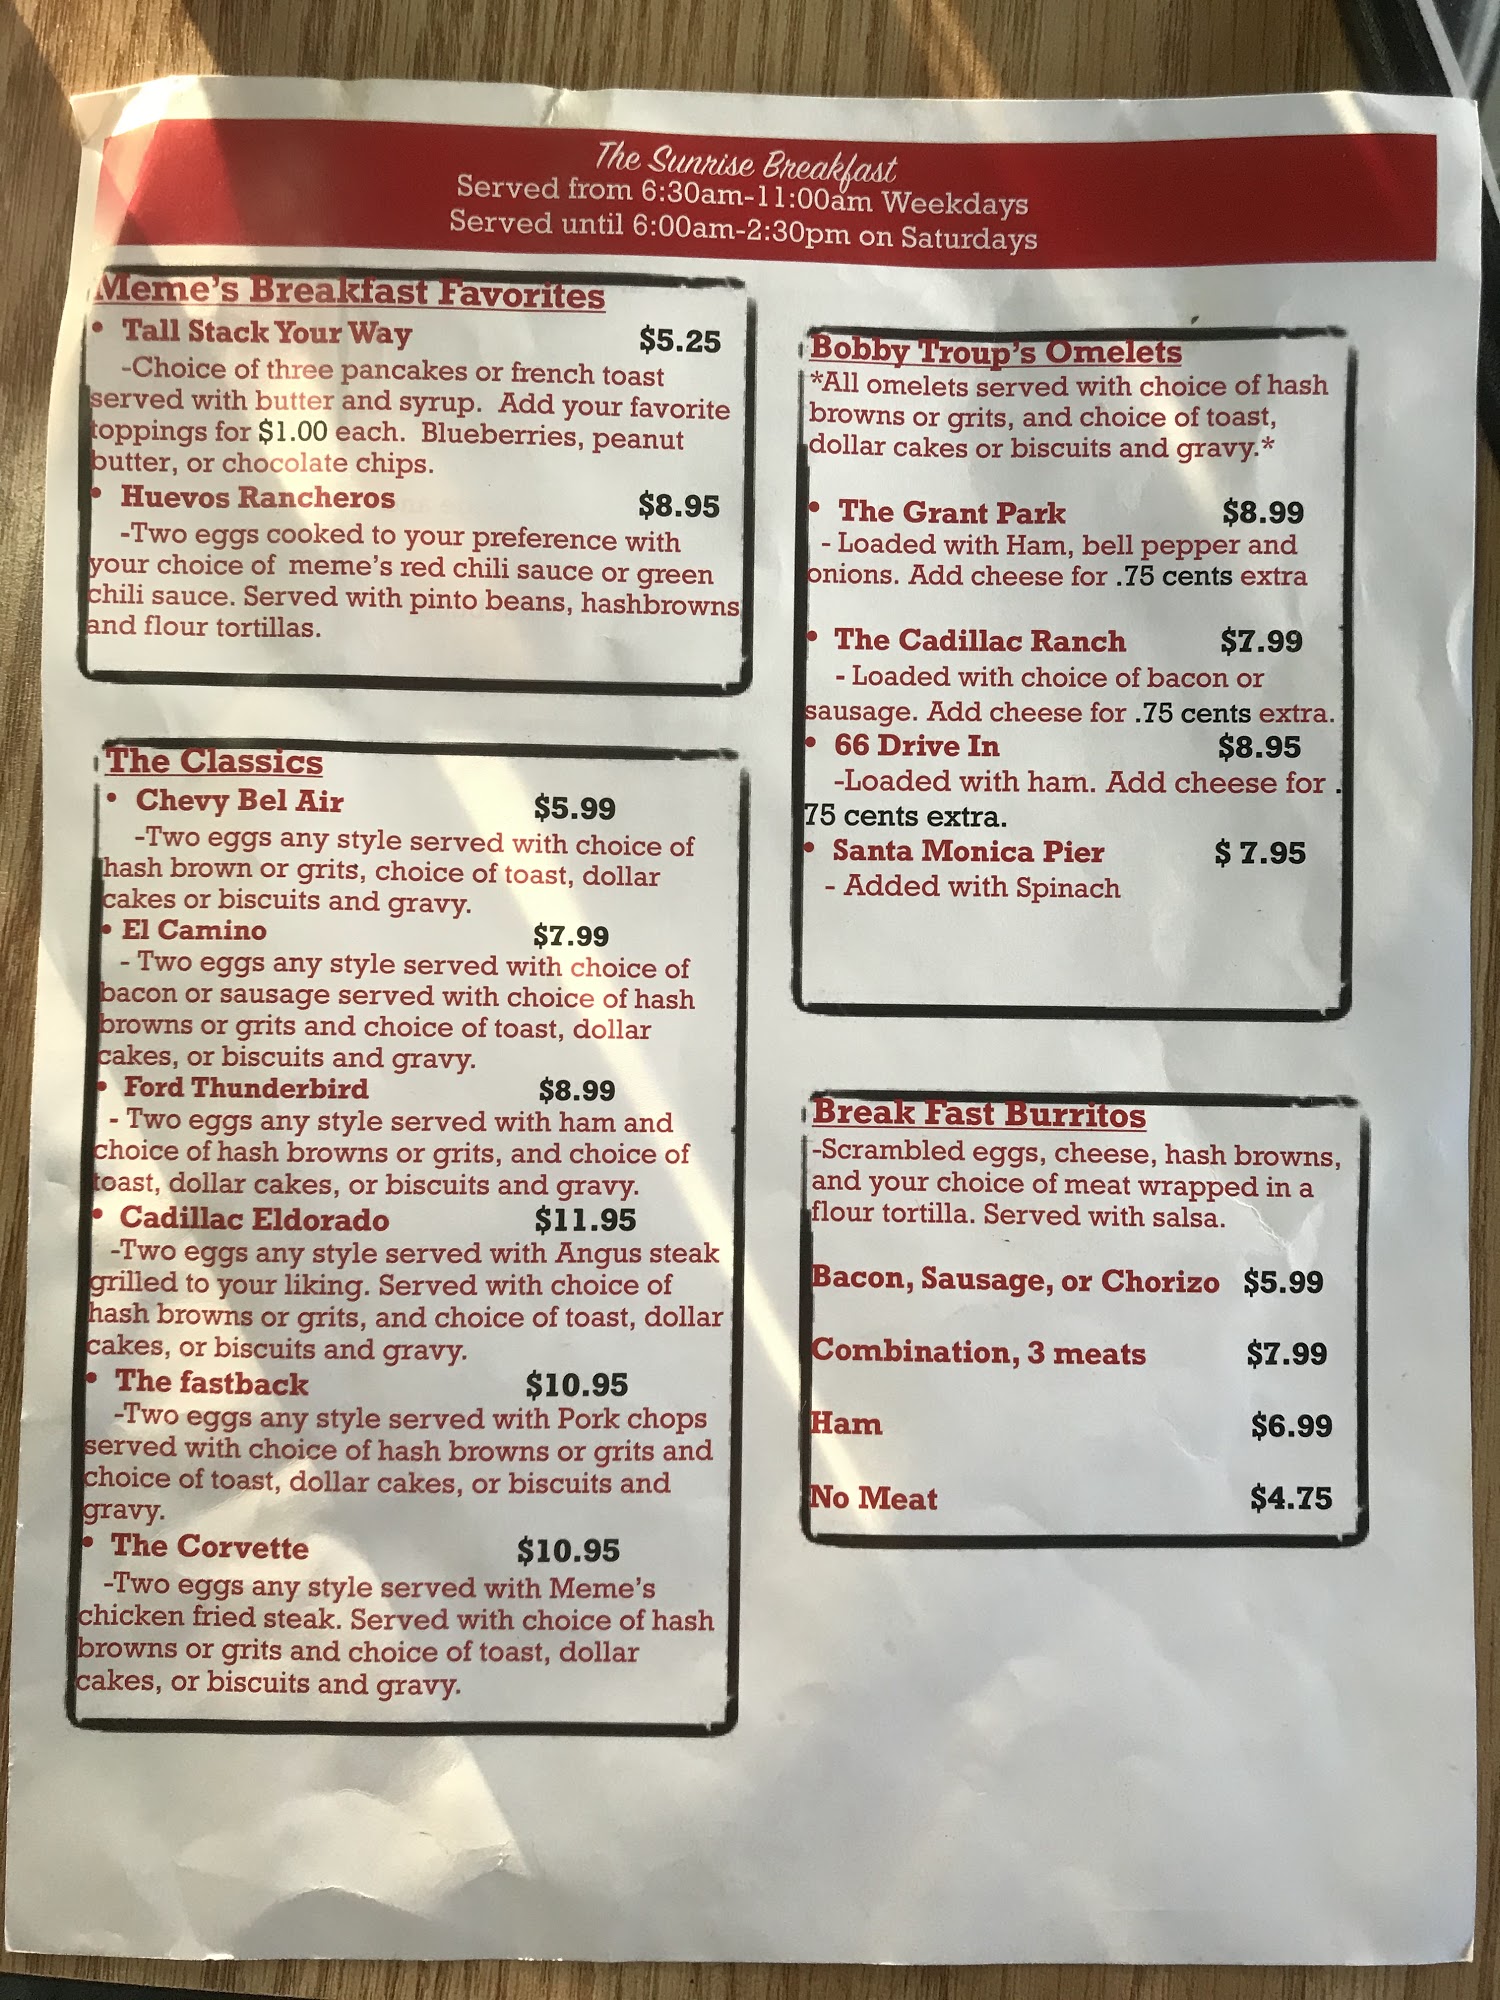 The Sunrise Breakfast
Served from 6:30am-11:00am Weekdays
Served until 6:00am-2:30pm on Saturdays
Meme's Breakfast Favorites
• Tall Stack Your Way $5.25
-Choice of three pancakes or french toast
served with butter and syrup. Add your favorite
toppings for $1.00 each. Blueberries, peanut
butter, or chocolate chips.
• Huevos Rancheros $8.95
-Two eggs cooked to your preference with
your choice of meme's red chili sauce or green
chili sauce. Served with pinto beans, hashbrowns
and flour tortillas.
The Classics
• Chevy Bel Air $5.99
-Two eggs any style served with choice of
hash brown or grits, choice of toast, dollar
cakes or biscuits and gravy.
• El Camino $7.99
- Two eggs any style served with choice of
bacon or sausage served with choice of hash
browns or grits and choice of toast, dollar
cakes, or biscuits and gravy.
• Ford Thunderbird $8.99
- Two eggs any style served with ham and
choice of hash browns or grits, and choice of
toast, dollar cakes, or biscuits and gravy.
• Cadillac Eldorado $11.95
-Two eggs any style served with Angus steak
grilled to your liking. Served with choice of
hash browns or grits, and choice of toast, dollar
cakes, or biscuits and gravy.
• The fastback $10.95
-Two eggs any style served with Pork chops
served with choice of hash browns or grits and
choice of toast, dollar cakes, or biscuits and
gravy.
• The Corvette $10.95
-Two eggs any style served with Meme's
chicken fried steak. Served with choice of hash
browns or grits and choice of toast, dollar
cakes, or biscuits and gravy.
Bobby Troup's Omelets
*All omelets served with choice of hash
browns or grits, and choice of toast,
dollar cakes or biscuits and gravy.*
• The Grant Park $8.99
- Loaded with Ham, bell pepper and
onions. Add cheese for .75 cents extra
• The Cadillac Ranch $7.99
- Loaded with choice of bacon or
sausage. Add cheese for .75 cents extra.
• 66 Drive In $8.95
-Loaded with ham. Add cheese for .
75 cents extra.
• Santa Monica Pier $ 7.95
- Added with Spinach
Break Fast Burritos
-Scrambled eggs, cheese, hash browns,
and your choice of meat wrapped in a
flour tortilla. Served with salsa.
Bacon, Sausage, or Chorizo $5.99
Combination, 3 meats $7.99
Ham $6.99
No Meat $4.75